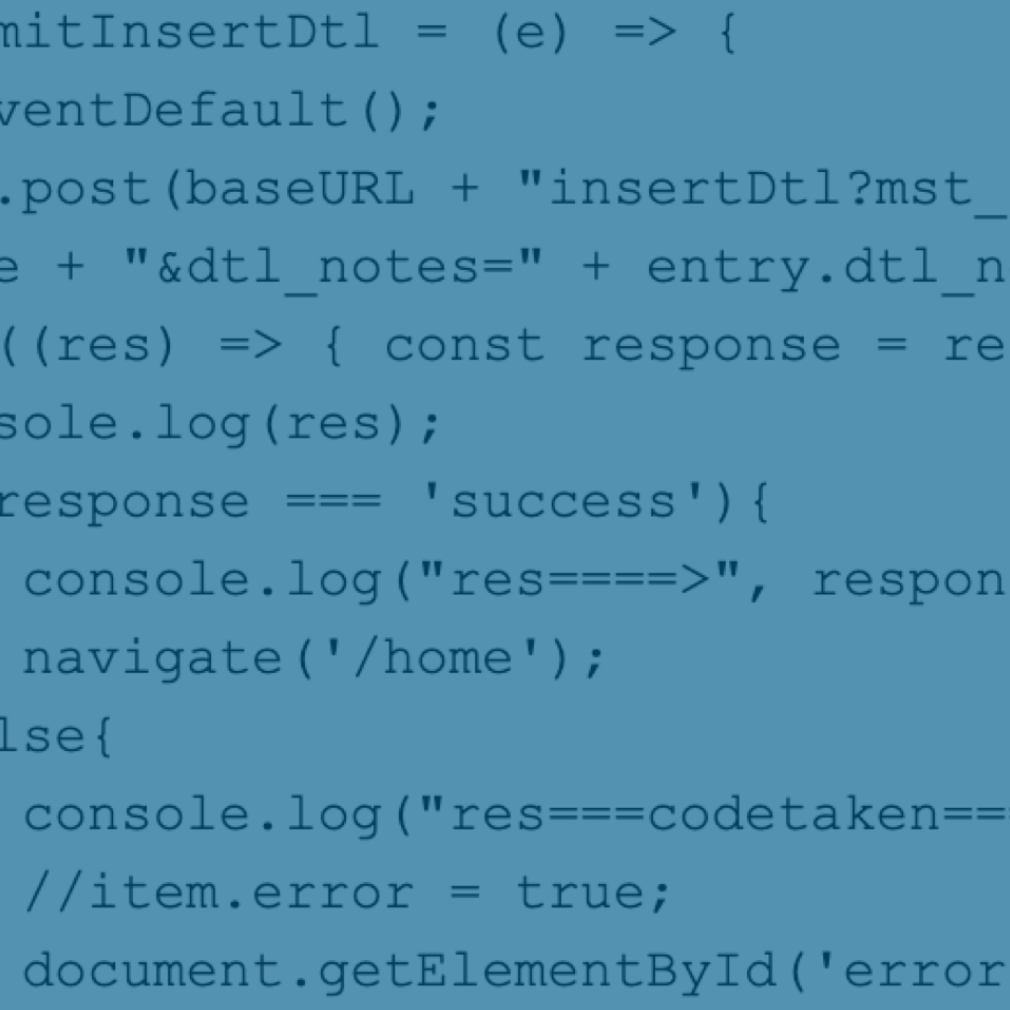 mitInsertDtl = (e) => {
ventDefault();
.post(baseURL + "insertDtl?mst_
e + "&dtl_notes=" + entry.dtl_n
((res) => { const response = re
sole.log(res);
response === 'success'){
console.log("res====>", respon
navigate('/home');
lse{
console.log("res===codetaken==
//item.error = true;
document.getElementById('error